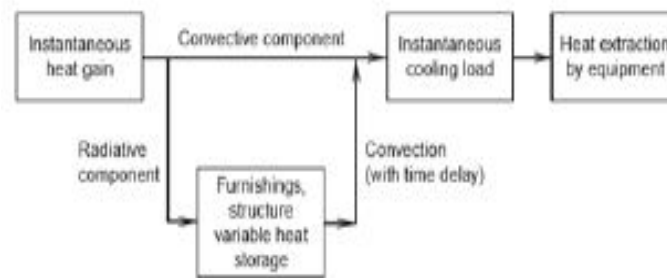 Instantaneous
heat gain
Convective component
Instantaneous
cooling load
Heat extraction
by equipment
Radiative
component
Convection
(with time delay)
Furnishings,
structure
variable heat
storage